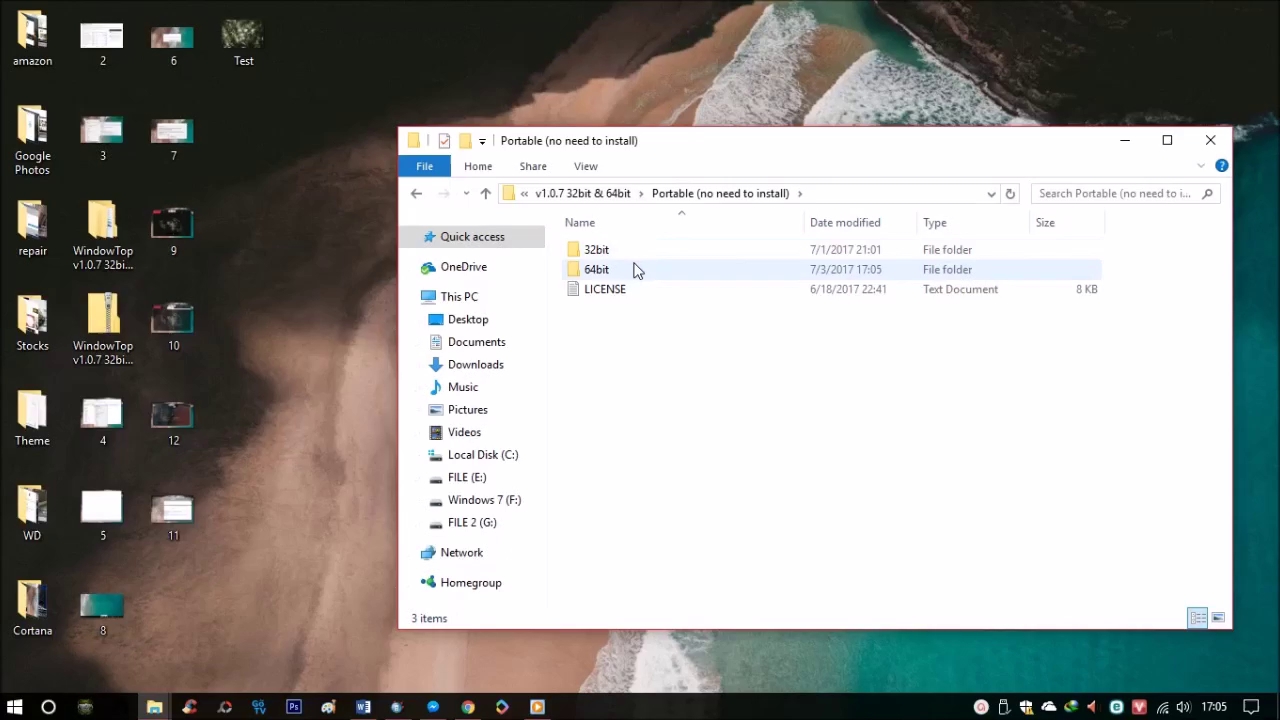 amazon
2
6
Test
Google
Photos
3
7
repair
WindowTop
v1.0.7 32bi...
9
Stocks
WindowTop
v1.0.7 32bi...
10
Theme
4
12
WD
5
11
Cortana
8
Portable (no need to install)
File Home Share View
« v1.0.7 32bit & 64bit › Portable (no need to install) ›
Search Portable (no need to i...
Name Date modified Type Size
32bit 7/1/2017 21:01 File folder
64bit 7/3/2017 17:05 File folder
LICENSE 6/18/2017 22:41 Text Document 8 KB
Quick access
OneDrive
This PC
Desktop
Documents
Downloads
Music
Pictures
Videos
Local Disk (C:)
FILE (E:)
Windows 7 (F:)
FILE 2 (G:)
Network
Homegroup
3 items
17:05